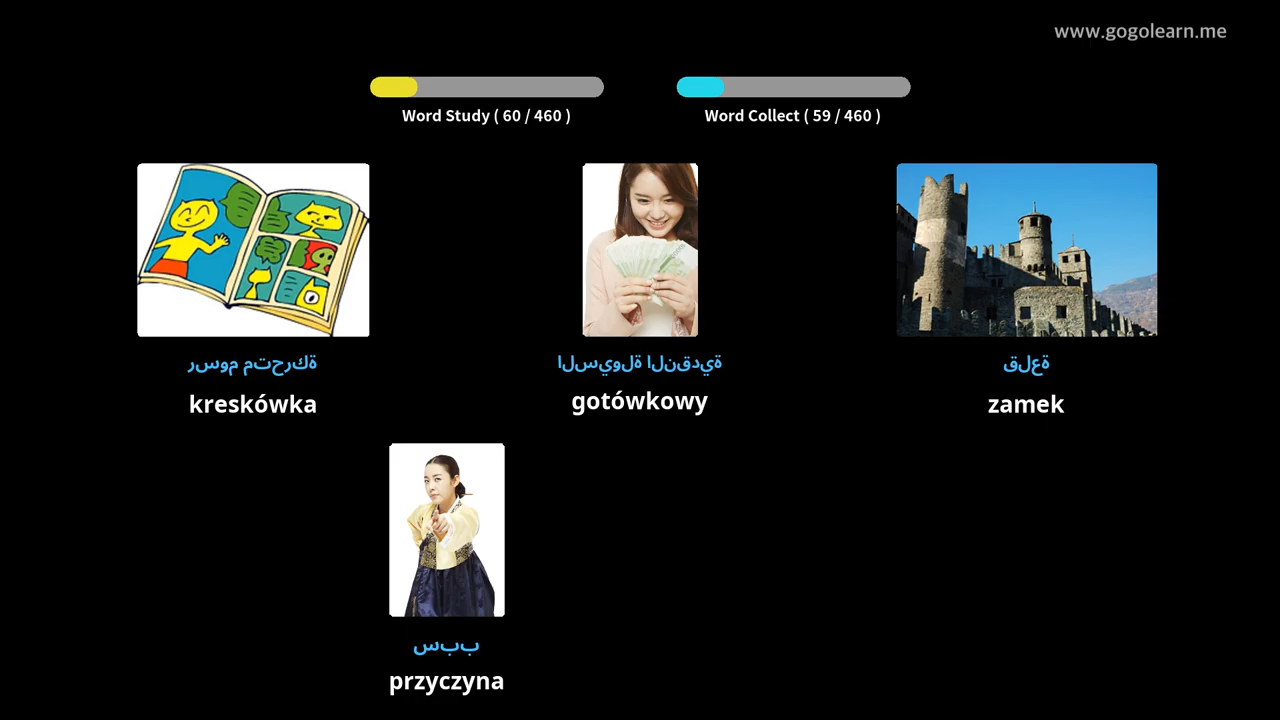 www.gogolearn.me
Word Study ( 60 / 460 )
Word Collect ( 59 / 460 )
رسوم متحركة
kreskówka
السيولة النقدية
gotówkowy
قلعة
zamek
سبب
przyczyna